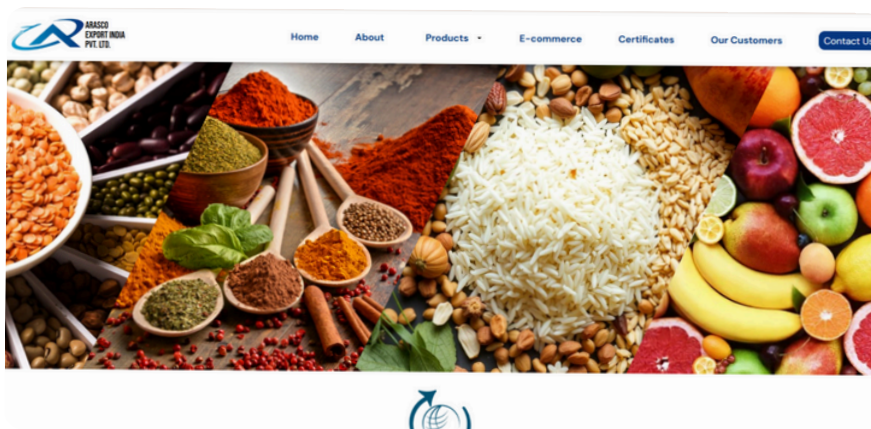 ARASCO
EXPORT INDIA
PVT. LTD.
Home About Products E-commerce Certificates Our Customers Contact Us